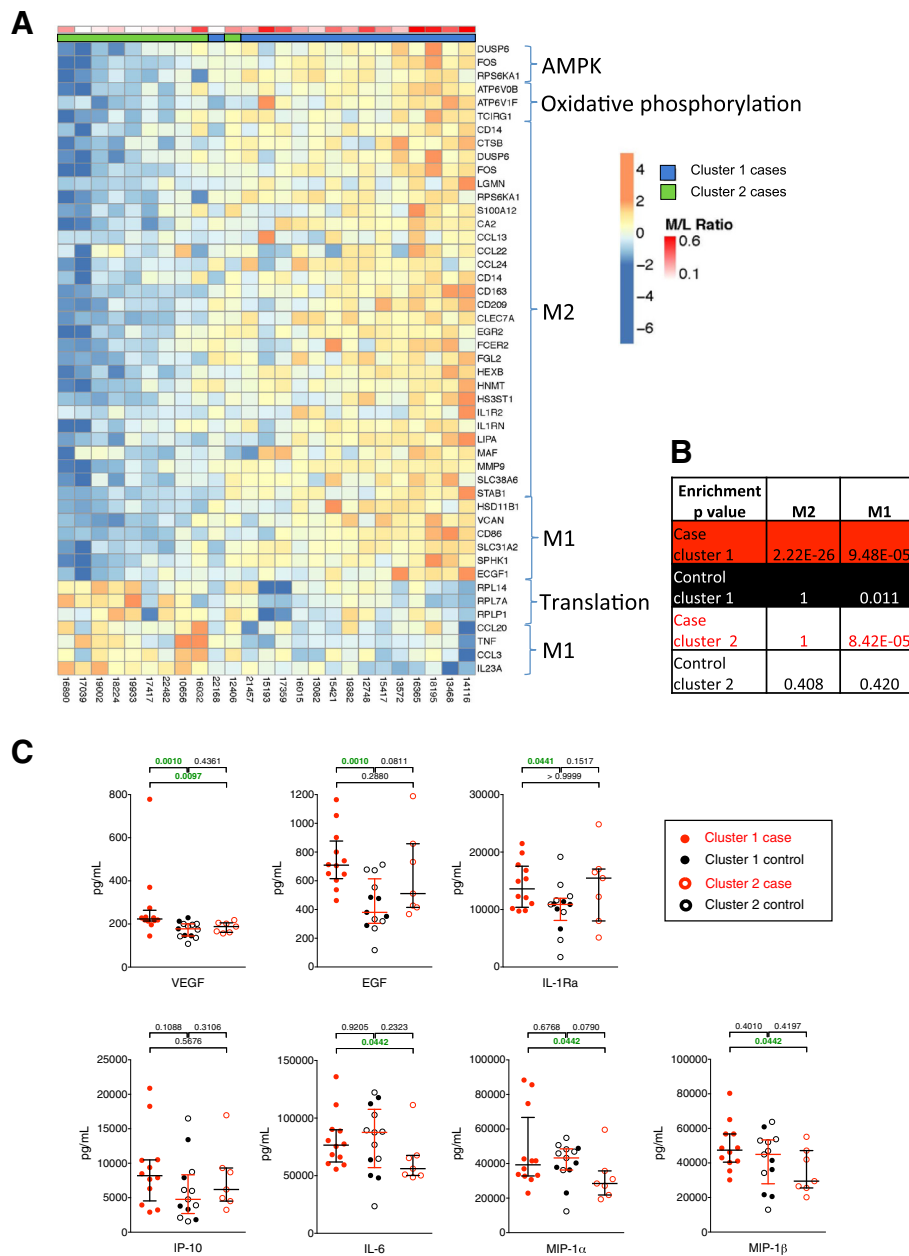 A
DUSP6
FOS
RPS6KA1
ATP6V0B
ATP6V1F
TCIRG1
CD14
CTSB
DUSP6
FOS
LGMN
RPS6KA1
S100A12
CA2
CCL13
CCL22
CCL24
CD14
CD163
CD209
CLEC7A
EGR2
FCER2
FGL2
HEXB
HNMT
HS3ST1
IL1R2
IL1RN
LIPA
MAF
MMP9
SLC38A6
STAB1
HSD11B1
VCAN
CD86
SLC31A2
SPHK1
ECGF1
RPL14
RPL7A
RPLP1
CCL20
TNF
CCL3
IL23A
AMPK
Oxidative phosphorylation
M2
M1
Translation
M1
16890 17039 19002 18224 19933 17417 22482 10656 16032 22168 12406 21457 15193 17359 16015 13062 15421 19382 12748 15417 13572 16365 18195 13468 14116
4
2
0
−2
−4
−6
Cluster 1 cases
Cluster 2 cases
M/L Ratio
0.6
0.1
B
Enrichment p value M2 M1
Case cluster 1 2.22E-26 9.48E-05
Control cluster 1 1 0.011
Case cluster 2 1 8.42E-05
Control cluster 2 0.408 0.420
C
0.0010 0.4361
0.0097
800
600
400
200
0
pg/mL
VEGF
0.0010 0.0811
0.2880
1200
1000
800
600
400
200
0
pg/mL
EGF
0.0441 0.1517
> 0.9999
30000
20000
10000
0
pg/mL
IL-1Ra
Cluster 1 case
Cluster 1 control
Cluster 2 case
Cluster 2 control
0.1088 0.3106
0.5676
25000
20000
15000
10000
5000
0
pg/mL
IP-10
0.9205 0.2323
0.0442
150000
100000
50000
0
pg/mL
IL-6
0.6768 0.0790
0.0442
100000
80000
60000
40000
20000
0
pg/mL
MIP-1α
0.4010 0.4197
0.0442
100000
80000
60000
40000
20000
0
pg/mL
MIP-1β